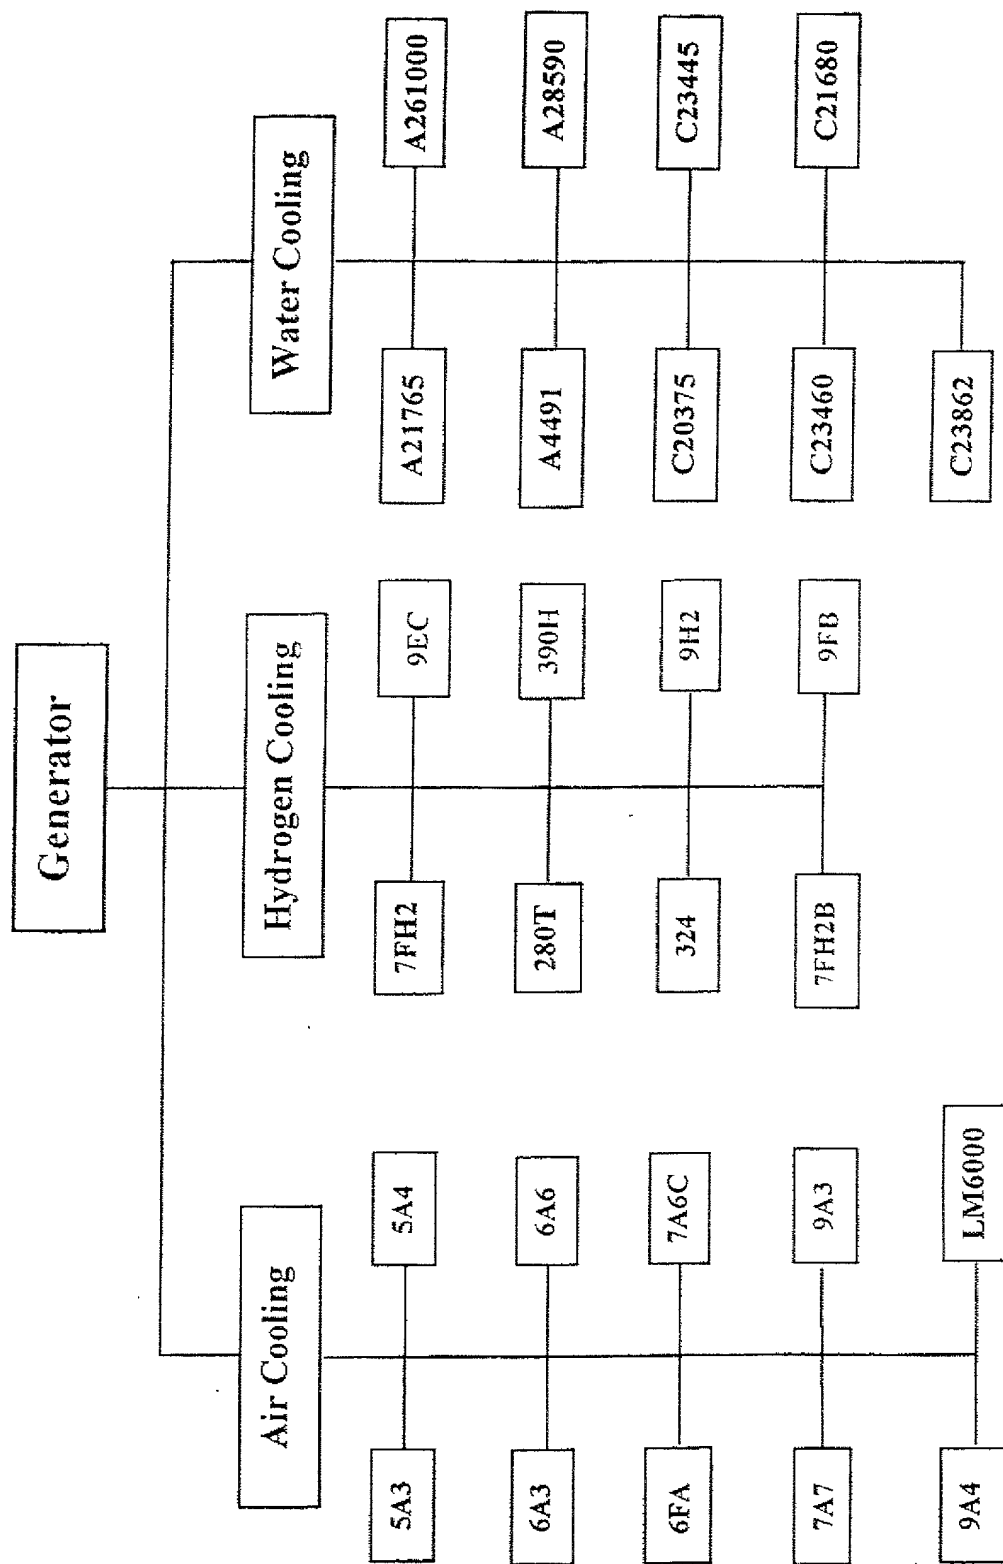 Generator
Air Cooling
Hydrogen Cooling
Water Cooling
5A3
5A4
7FH2
9EC
A21765
A261000
6A3
6A6
280T
390H
A4491
A28590
6FA
7A6C
324
9H2
C20375
C23445
7A7
9A3
7FH2B
9FB
C23460
C21680
9A4
LM6000
C23862